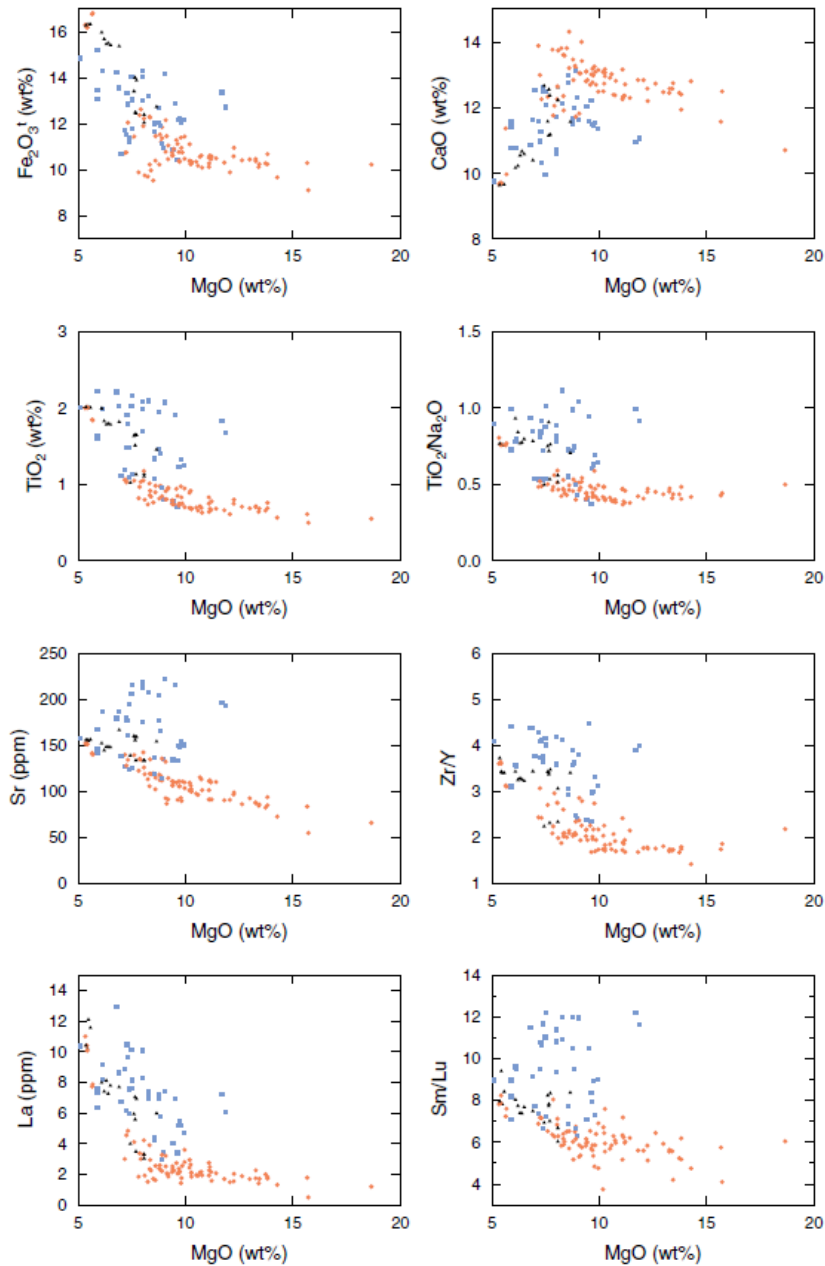 16
14
12
10
8
Fe₂O₃ᵗ (wt%)
5 10 15 20
MgO (wt%)
14
12
10
8
CaO (wt%)
5 10 15 20
MgO (wt%)
3
2
1
0
TiO₂ (wt%)
5 10 15 20
MgO (wt%)
1.5
1.0
0.5
0.0
TiO₂/Na₂O
5 10 15 20
MgO (wt%)
250
200
150
100
50
0
Sr (ppm)
5 10 15 20
MgO (wt%)
6
5
4
3
2
1
Zr/Y
5 10 15 20
MgO (wt%)
14
12
10
8
6
4
2
0
La (ppm)
5 10 15 20
MgO (wt%)
14
12
10
8
6
4
Sm/Lu
5 10 15 20
MgO (wt%)